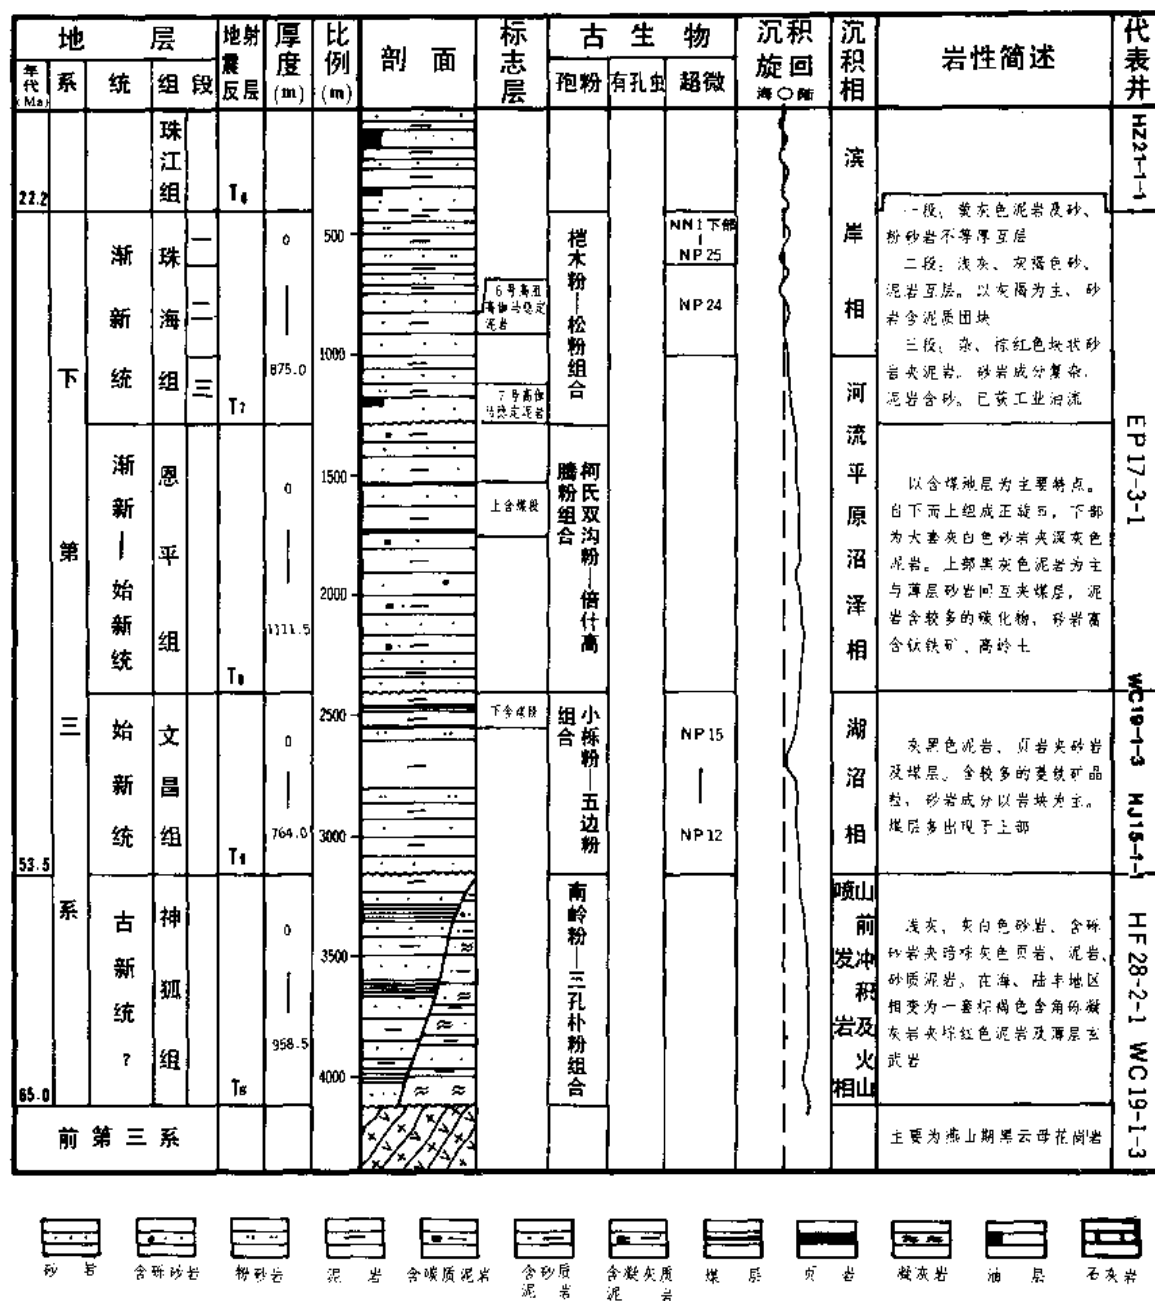 地 层
年代(Ma)
系
统
组
段
地震反射层
厚度(m)
比例(m)
剖面
标志层
古生物
孢粉
有孔虫
超微
沉积旋回
海 陆
沉积相
岩性简述
代表井
22.2
53.5
65.0
下第三系
渐新统
渐新—始新统
始新统
古新统?
前第三系
珠江组
珠海组
恩平组
文昌组
神狐组
一
二
三
T7
0
875.0
0
1111.5
0
764.0
0
958.5
500
1000
1500
2000
2500
3000
3500
4000
泥岩
上含煤段
下含煤段
桤木粉—松粉组合
柯氏双沟粉—倍什高腾粉组合
小栎粉—五边粉组合
南岭粉—三孔朴粉组合
NN1下部
NP25
NP24
NP15
NP12
滨岸相
河流平原沼泽相
湖沼相
山前冲积及火山
喷发岩相
一段: 黄灰色泥岩及砂、
粉砂岩不等厚互层
二段: 浅灰、灰褐色砂、
泥岩互层。以灰褐为主、砂
岩含泥质团块
三段: 杂、棕红色块状砂
岩夹泥岩。砂岩成分复杂,
泥岩含砂。已获工业油流
以含煤地层为主要特点。
自下而上组成正旋回, 下部
为大套灰白色砂岩夹深灰色
泥岩。上部黑灰色泥岩为主
与薄层砂岩间互夹煤层, 泥
岩含较多的碳化物, 砂岩富
含钛铁矿、高岭土
灰黑色泥岩、页岩夹砂岩
及煤层。含较多的菱铁矿晶
粒, 砂岩成分以岩块为主。
煤层多出现于上部
浅灰、灰白色砂岩、含砾
砂岩夹暗棕灰色页岩、泥岩、
砂质泥岩。在海、陆丰地区
相变为一套棕褐色含角砾凝
灰岩夹棕红色泥岩及薄层玄
武岩
主要为燕山期黑云母花岗岩
HZ21-1-1
EP17-3-1
WC19-1-3
HJ15-1-1
HF28-2-1
WC19-1-3
砂 岩
含砾砂岩
粉砂岩
泥 岩
含碳质泥岩
含砂质泥岩
含凝灰质泥岩
煤 层
页 岩
凝灰岩
油 层
石灰岩